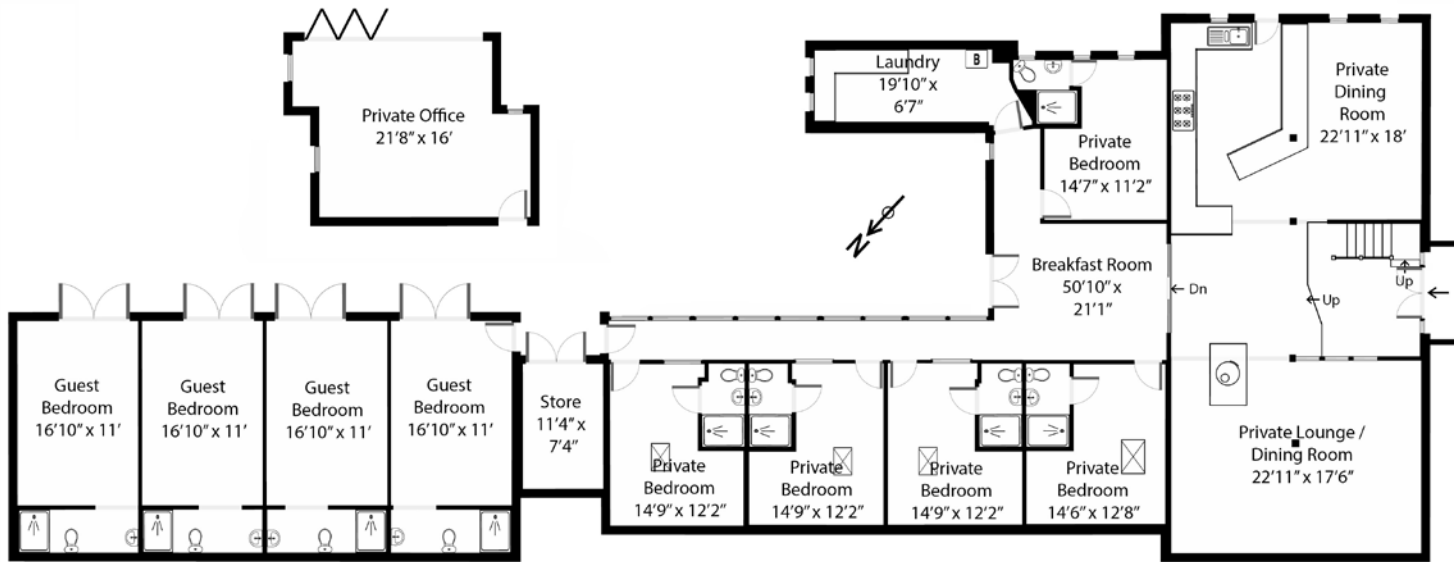 Private Office
21'8" x 16'
Laundry
19'10" x
6'7"
B
Private
Dining
Room
22'11" x 18'
Private
Bedroom
14'7" x 11'2"
N
Breakfast Room
50'10" x
21'1"
← Dn
←Up
Up
Guest
Bedroom
16'10" x 11'
Guest
Bedroom
16'10" x 11'
Guest
Bedroom
16'10" x 11'
Guest
Bedroom
16'10" x 11'
Store
11'4" x
7'4"
Private
Bedroom
14'9" x 12'2"
Private
Bedroom
14'9" x 12'2"
Private
Bedroom
14'9" x 12'2"
Private
Bedroom
14'6" x 12'8"
Private Lounge /
Dining Room
22'11" x 17'6"